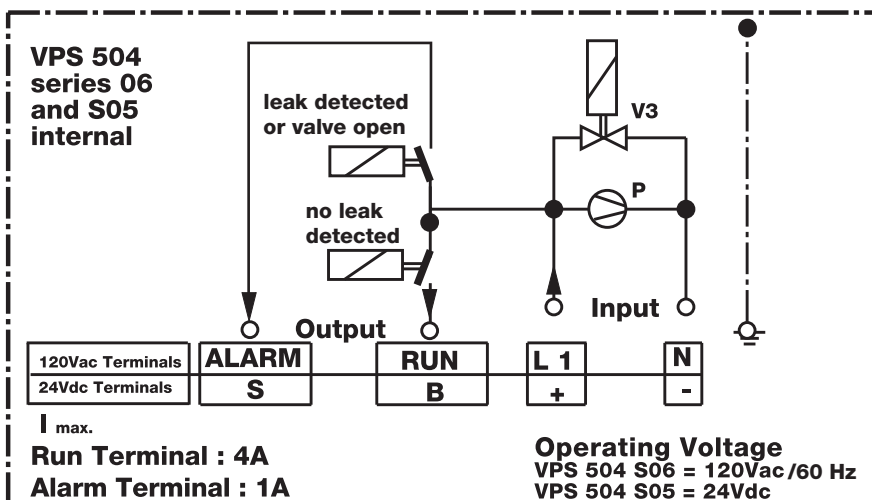 VPS 504
series 06
and S05
internal
leak detected
or valve open
V3
P
no leak
detected
Output
Input
120Vac Terminals
ALARM
RUN
L 1
N
24Vdc Terminals
S
B
+
-
I max.
Run Terminal : 4A
Alarm Terminal : 1A
Operating Voltage
VPS 504 S06 = 120Vac/60 Hz
VPS 504 S05 = 24Vdc